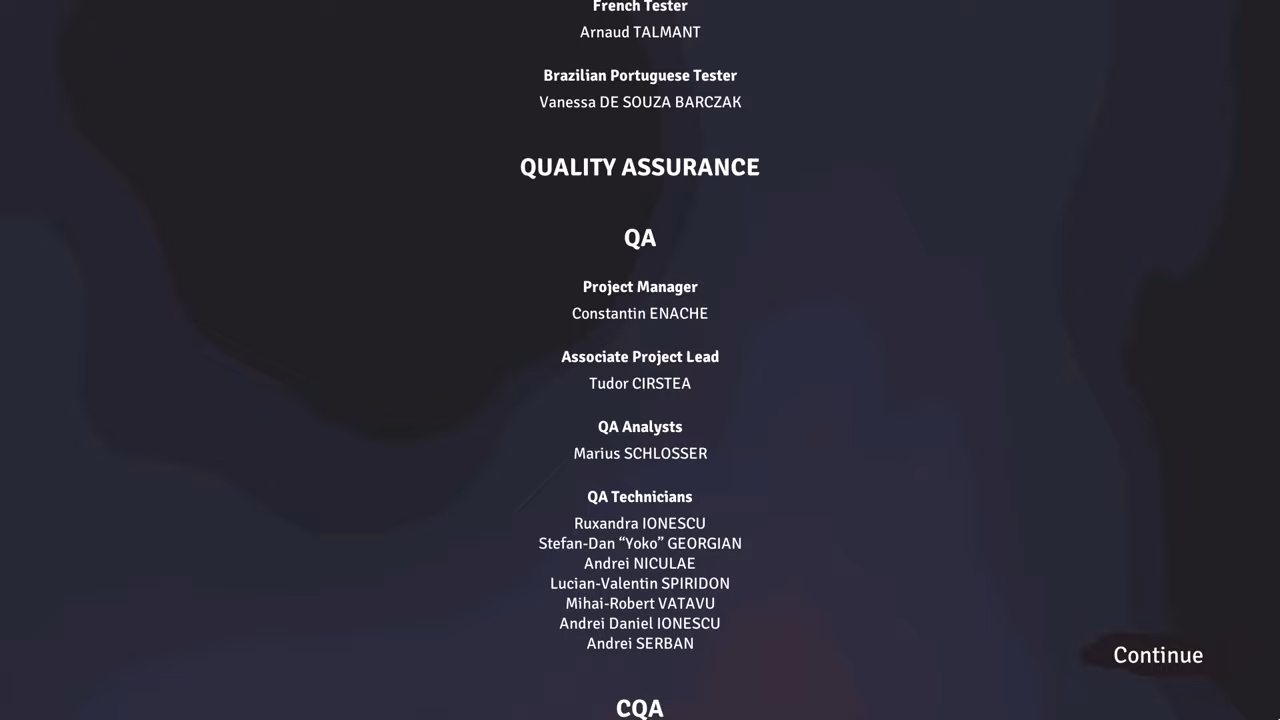 French Tester
Arnaud TALMANT
Brazilian Portuguese Tester
Vanessa DE SOUZA BARCZAK
QUALITY ASSURANCE
QA
Project Manager
Constantin ENACHE
Associate Project Lead
Tudor CIRSTEA
QA Analysts
Marius SCHLOSSER
QA Technicians
Ruxandra IONESCU
Stefan-Dan “Yoko” GEORGIAN
Andrei NICULAE
Lucian-Valentin SPIRIDON
Mihai-Robert VATAVU
Andrei Daniel IONESCU
Andrei SERBAN
Continue
CQA